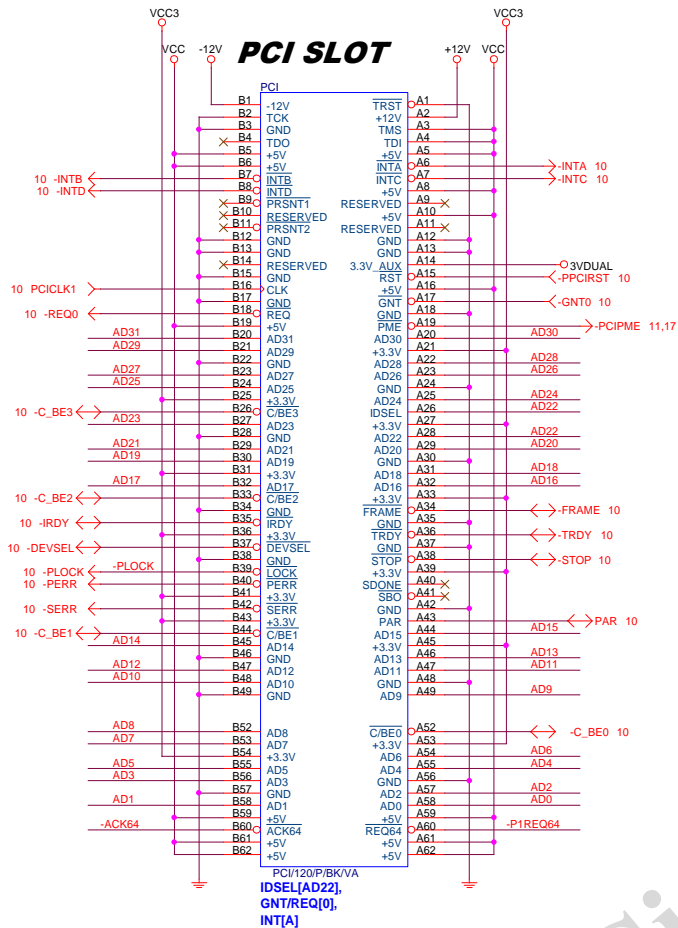 VCC3
VCC3
VCC
-12V
PCI SLOT
+12V
VCC
PCI
B1 -12V TRST A1
B2 TCK +12V A2
B3 GND TMS A3
B4 TDO TDI A4
B5 +5V +5V A5
B6 +5V INTA A6 -INTA 10
10 -INTB B7 INTB INTC A7 -INTC 10
10 -INTD B8 INTD +5V A8
B9 PRSNT1 RESERVED A9
B10 RESERVED +5V A10
B11 PRSNT2 RESERVED A11
B12 GND GND A12
B13 GND GND A13
B14 RESERVED 3.3V_AUX A14 3VDUAL
B15 GND RST A15 -PPCIRST 10
10 PCICLK1 B16 CLK +5V A16
B17 GND GNT A17 -GNT0 10
10 -REQ0 B18 REQ GND A18
B19 +5V PME A19 -PCIPME 11,17
AD31 B20 AD31 AD30 A20 AD30
AD29 B21 AD29 +3.3V A21
B22 GND AD28 A22 AD28
AD27 B23 AD27 AD26 A23 AD26
AD25 B24 AD25 GND A24
B25 +3.3V AD24 A25 AD24
10 -C_BE3 B26 C/BE3 IDSEL A26 AD22
AD23 B27 AD23 +3.3V A27
B28 GND AD22 A28 AD22
AD21 B29 AD21 AD20 A29 AD20
AD19 B30 AD19 GND A30
B31 +3.3V AD18 A31 AD18
AD17 B32 AD17 AD16 A32 AD16
10 -C_BE2 B33 C/BE2 +3.3V A33
B34 GND FRAME A34 -FRAME 10
10 -IRDY B35 IRDY GND A35
B36 +3.3V TRDY A36 -TRDY 10
10 -DEVSEL B37 DEVSEL GND A37
B38 GND STOP A38 -STOP 10
10 -PLOCK -PLOCK B39 LOCK +3.3V A39
10 -PERR B40 PERR SDONE A40
B41 +3.3V SBO A41
10 -SERR B42 SERR GND A42
B43 +3.3V PAR A43 PAR 10
10 -C_BE1 B44 C/BE1 AD15 A44 AD15
AD14 B45 AD14 +3.3V A45
B46 GND AD13 A46 AD13
AD12 B47 AD12 AD11 A47 AD11
AD10 B48 AD10 GND A48
B49 GND AD9 A49 AD9
AD8 B52 AD8 C/BE0 A52 -C_BE0 10
AD7 B53 AD7 +3.3V A53
B54 +3.3V AD6 A54 AD6
AD5 B55 AD5 AD4 A55 AD4
AD3 B56 AD3 GND A56
B57 GND AD2 A57 AD2
AD1 B58 AD1 AD0 A58 AD0
B59 +5V +5V A59
-ACK64 B60 ACK64 REQ64 A60 -P1REQ64
B61 +5V +5V A61
B62 +5V +5V A62
PCI/120/P/BK/VA
IDSEL[AD22],
GNT/REQ[0],
INT[A]